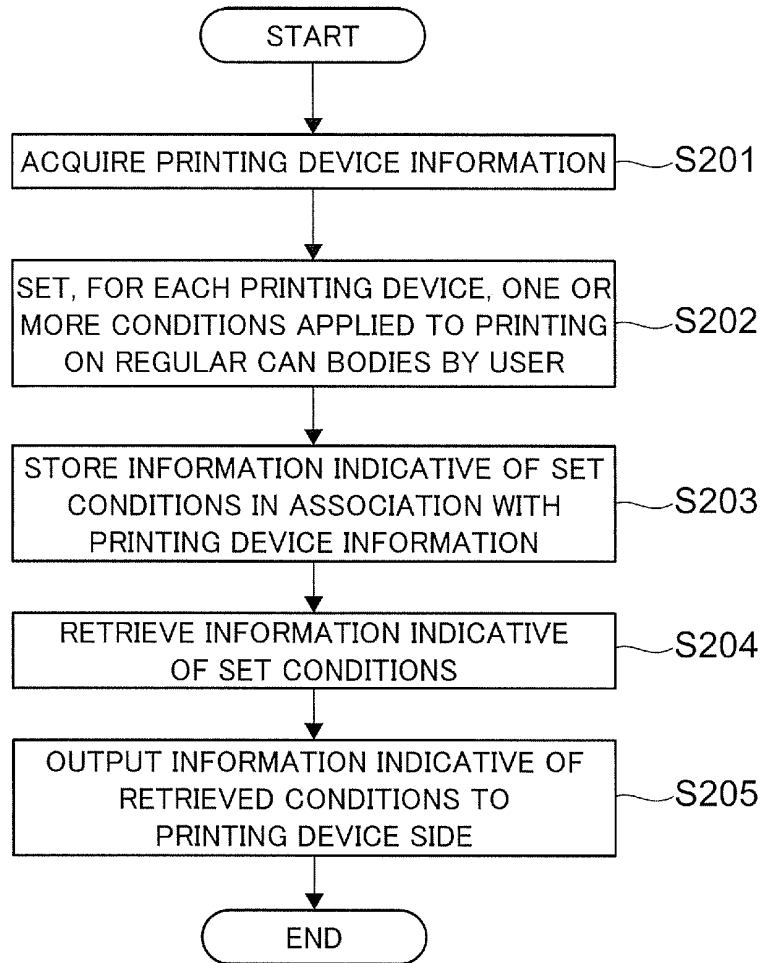 START
ACQUIRE PRINTING DEVICE INFORMATION
S201
SET, FOR EACH PRINTING DEVICE, ONE OR
MORE CONDITIONS APPLIED TO PRINTING
ON REGULAR CAN BODIES BY USER
S202
STORE INFORMATION INDICATIVE OF SET
CONDITIONS IN ASSOCIATION WITH
PRINTING DEVICE INFORMATION
S203
RETRIEVE INFORMATION INDICATIVE
OF SET CONDITIONS
S204
OUTPUT INFORMATION INDICATIVE OF
RETRIEVED CONDITIONS TO
PRINTING DEVICE SIDE
S205
END